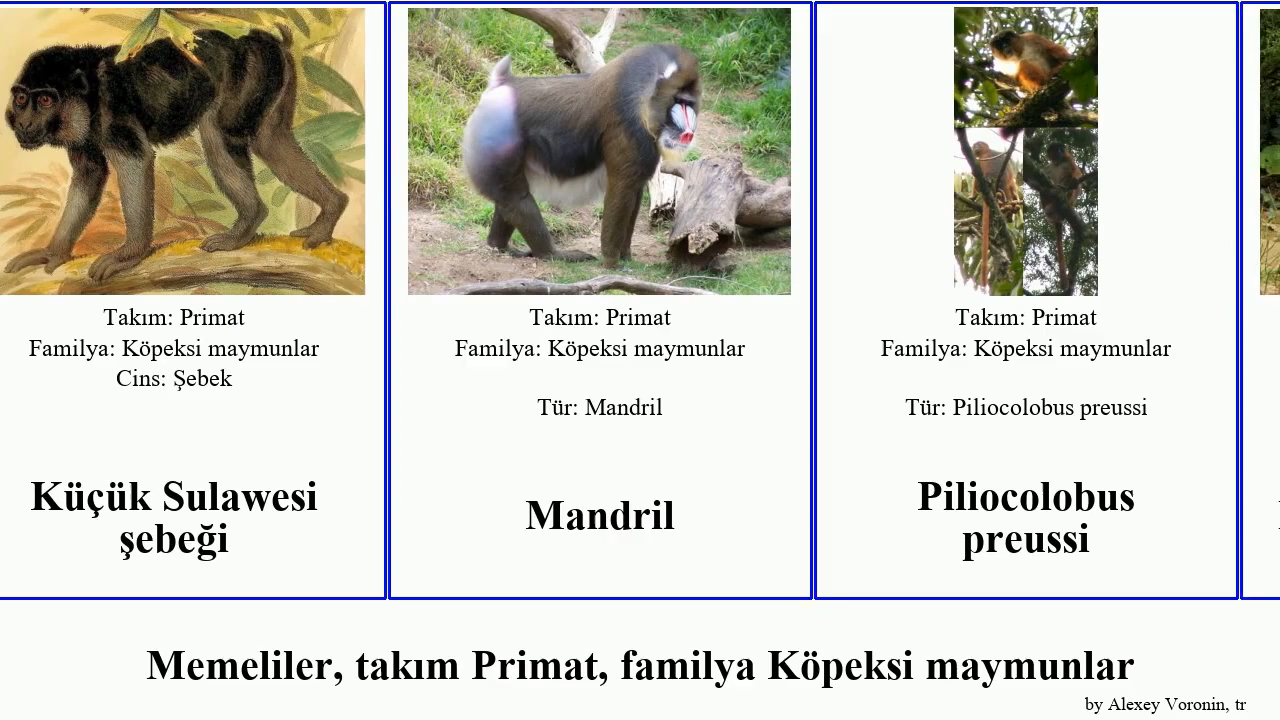 Takım: Primat
Familya: Köpeksi maymunlar
Cins: Şebek
Küçük Sulawesi
şebeği
Takım: Primat
Familya: Köpeksi maymunlar
Tür: Mandril
Mandril
Takım: Primat
Familya: Köpeksi maymunlar
Tür: Piliocolobus preussi
Piliocolobus
preussi
Memeliler, takım Primat, familya Köpeksi maymunlar
by Alexey Voronin, tr